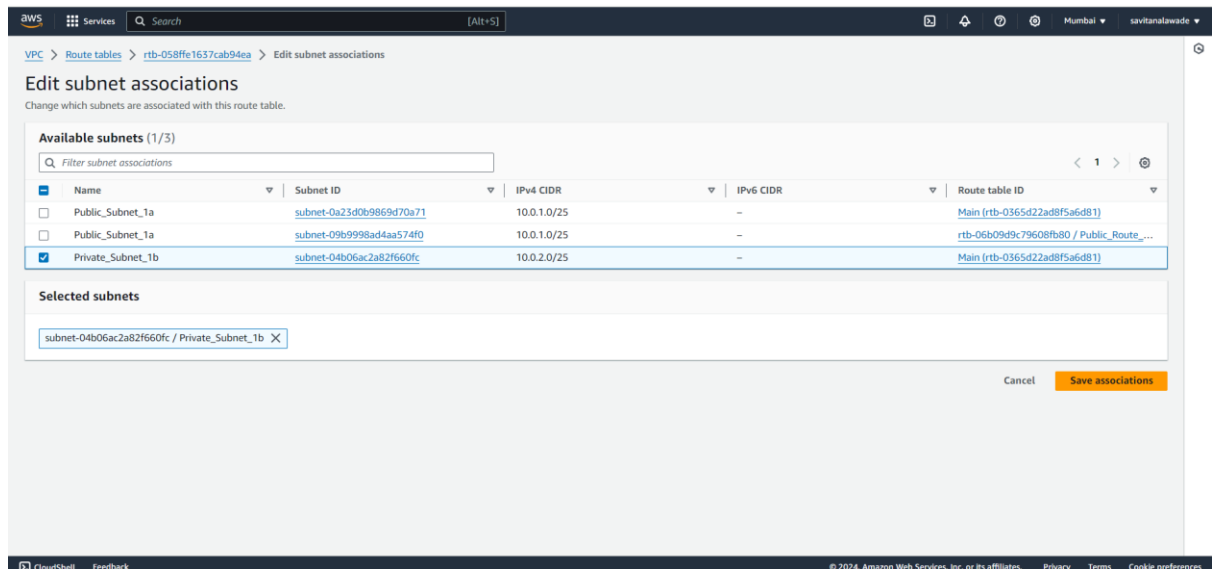 aws Services Search [Alt+S] Mumbai savitanalawade
VPC > Route tables > rtb-058ffe1637cab94ea > Edit subnet associations
Edit subnet associations
Change which subnets are associated with this route table.
Available subnets (1/3)
Filter subnet associations
< 1 >
Name Subnet ID IPv4 CIDR IPv6 CIDR Route table ID
Public_Subnet_1a subnet-0a23d0b9869d70a71 10.0.1.0/25 – Main (rtb-0365d22ad8f5a6d81)
Public_Subnet_1a subnet-09b9998ad4aa574f0 10.0.1.0/25 – rtb-06b09d9c79608fb80 / Public_Route_...
Private_Subnet_1b subnet-04b06ac2a82f660fc 10.0.2.0/25 – Main (rtb-0365d22ad8f5a6d81)
Selected subnets
subnet-04b06ac2a82f660fc / Private_Subnet_1b X
Cancel Save associations
CloudShell Feedback © 2024, Amazon Web Services, Inc. or its affiliates. Privacy Terms Cookie preferences